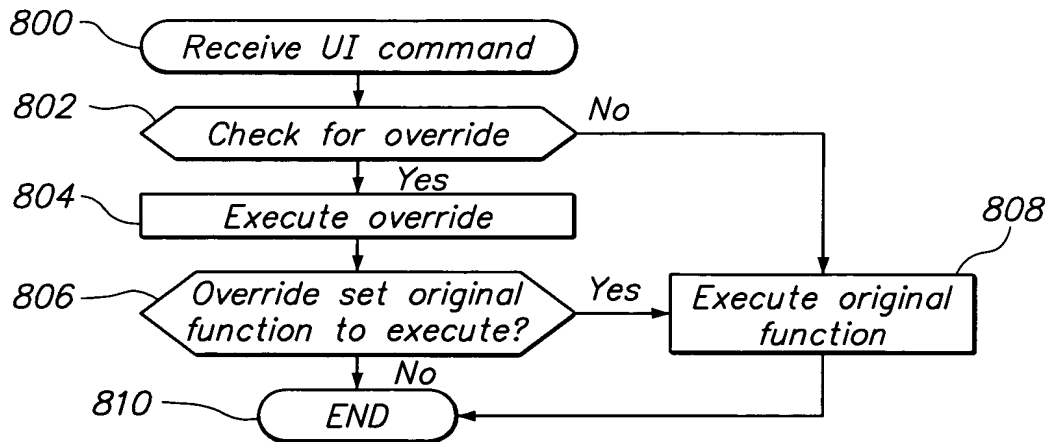 800
Receive UI command
802
Check for override
No
Yes
804
Execute override
808
806
Override set original
function to execute?
Yes
Execute original
function
No
810
END